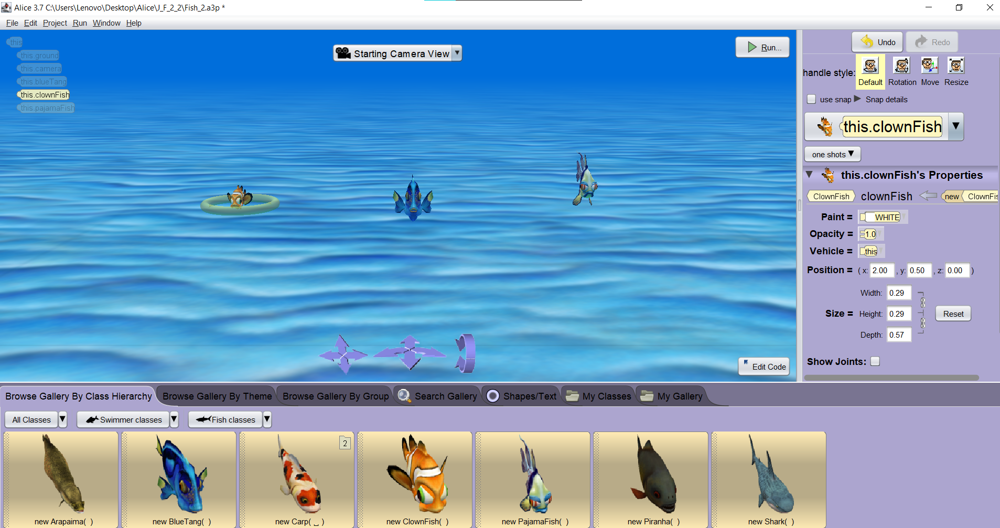 Alice 3.7 C:\Users\Lenovo\Desktop\Alice\J_F_2_2\Fish_2.a3p *
File Edit Project Run Window Help
this
this.ground
this.camera
this.blueTang
this.clownFish
this.pajamaFish
Starting Camera View
Run...
Edit Code
Undo Redo
handle style:
Default Rotation Move Resize
use snap Snap details
this.clownFish
one shots
this.clownFish's Properties
ClownFish clownFish new ClownFis
Paint = WHITE
Opacity = 1.0
Vehicle = this
Position = ( x: 2.00 , y: 0.50 , z: 0.00 )
Width: 0.29
Size = Height: 0.29 Reset
Depth: 0.57
Show Joints:
Browse Gallery By Class Hierarchy Browse Gallery By Theme Browse Gallery By Group Search Gallery Shapes/Text My Classes My Gallery
All Classes Swimmer classes Fish classes
2
new Arapaima( ) new BlueTang( ) new Carp( ⎵ ) new ClownFish( ) new PajamaFish( ) new Piranha( ) new Shark( )